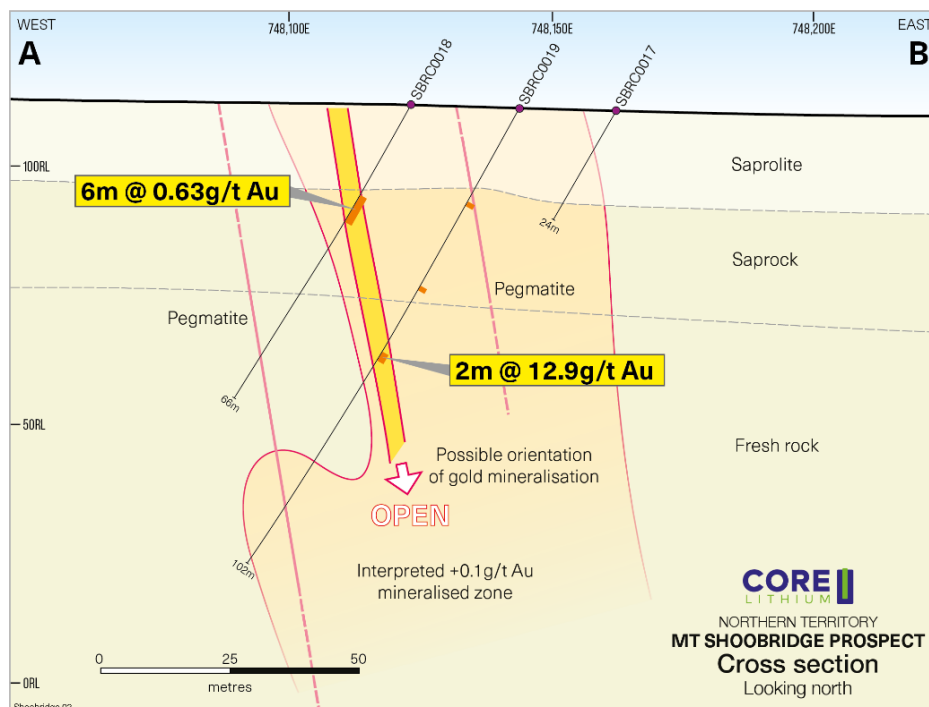 WEST
748,100E
748,150E
748,200E
EAST
A
B
SBRC0018
SBRC0019
SBRC0017
100RL
Saprolite
6m @ 0.63g/t Au
24m
Saprock
Pegmatite
Pegmatite
2m @ 12.9g/t Au
66m
50RL
Fresh rock
Possible orientation
of gold mineralisation
OPEN
102m
Interpreted +0.1g/t Au
mineralised zone
CORE
LITHIUM
NORTHERN TERRITORY
MT SHOOBRIDGE PROSPECT
Cross section
Looking north
0
25
50
metres
0RL